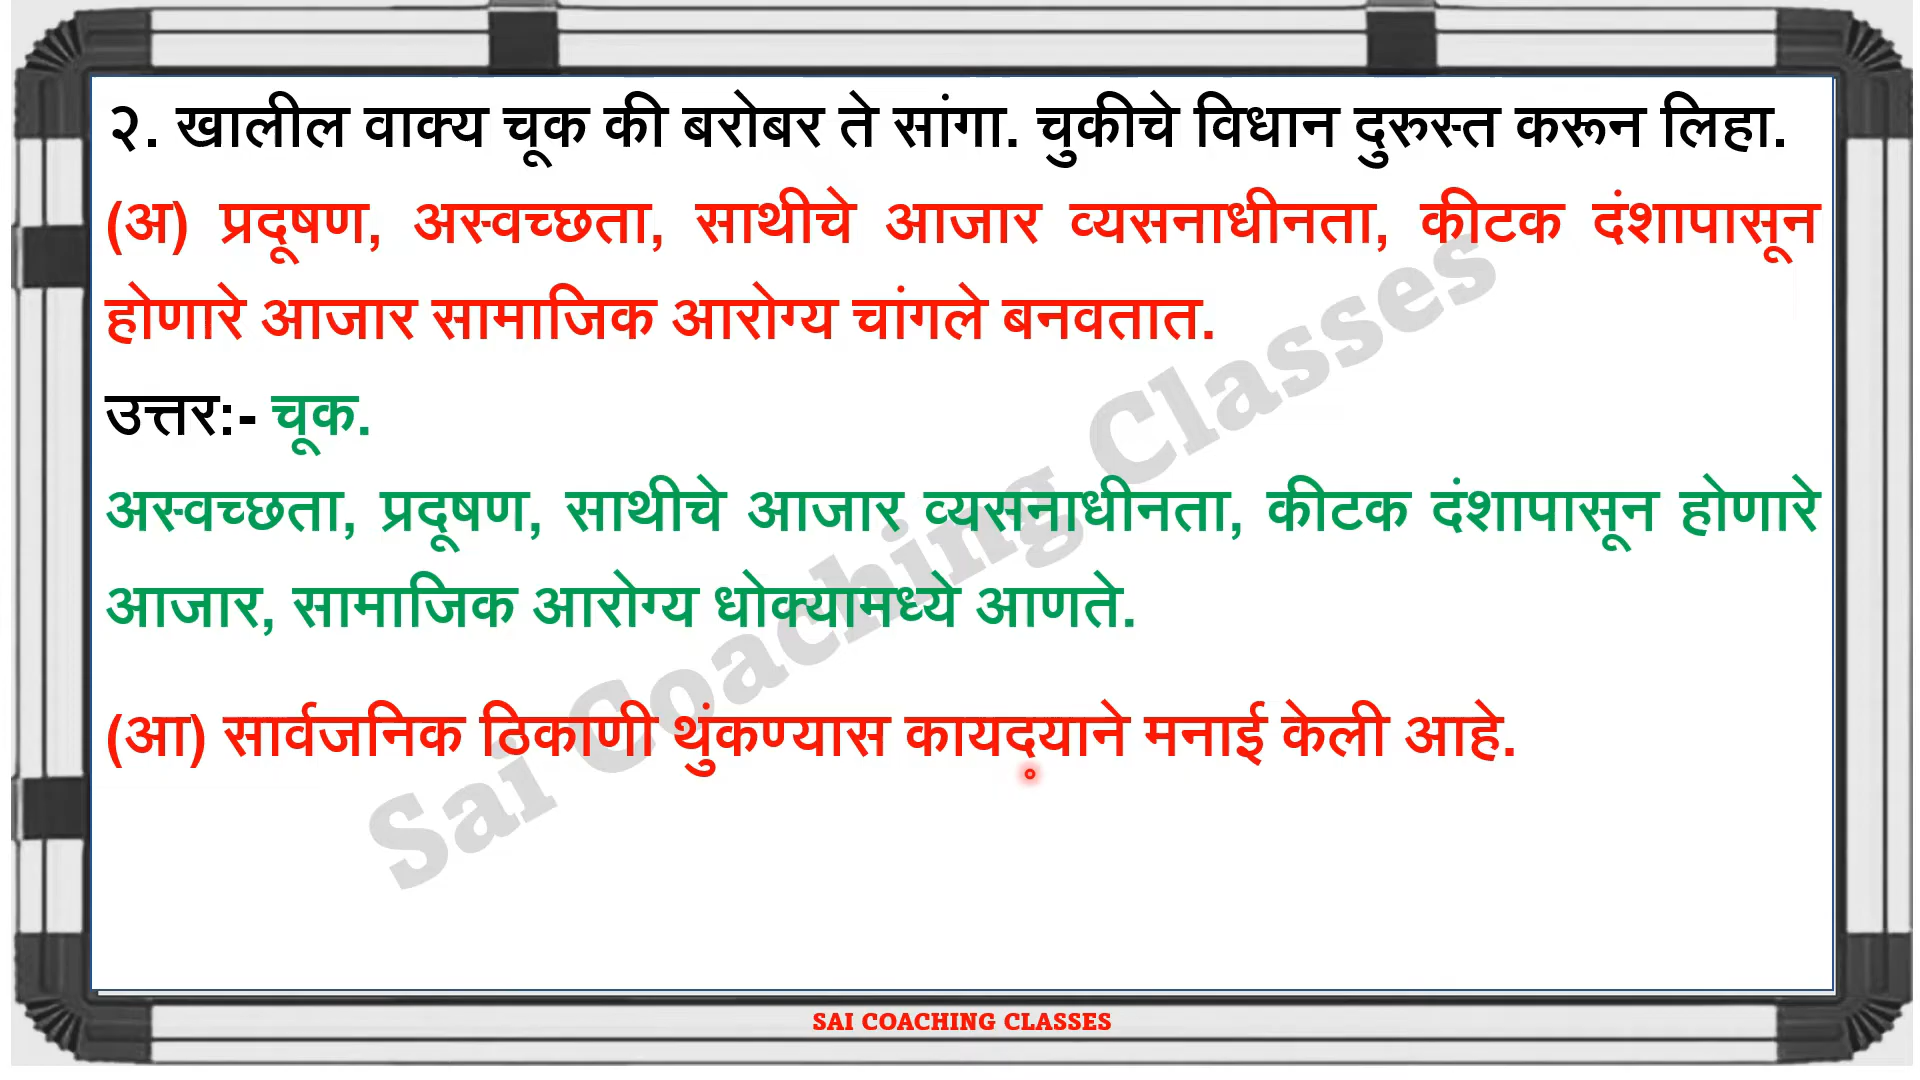 २. खालील वाक्य चूक की बरोबर ते सांगा. चुकीचे विधान दुरुस्त करून लिहा.
(अ) प्रदूषण, अस्वच्छता, साथीचे आजार व्यसनाधीनता, कीटक दंशापासून
होणारे आजार सामाजिक आरोग्य चांगले बनवतात.
उत्तर:- चूक.
अस्वच्छता, प्रदूषण, साथीचे आजार व्यसनाधीनता, कीटक दंशापासून होणारे
आजार, सामाजिक आरोग्य धोक्यामध्ये आणते.
(आ) सार्वजनिक ठिकाणी थुंकण्यास कायद्‌याने मनाई केली आहे.
Sai Coaching Classes
SAI COACHING CLASSES